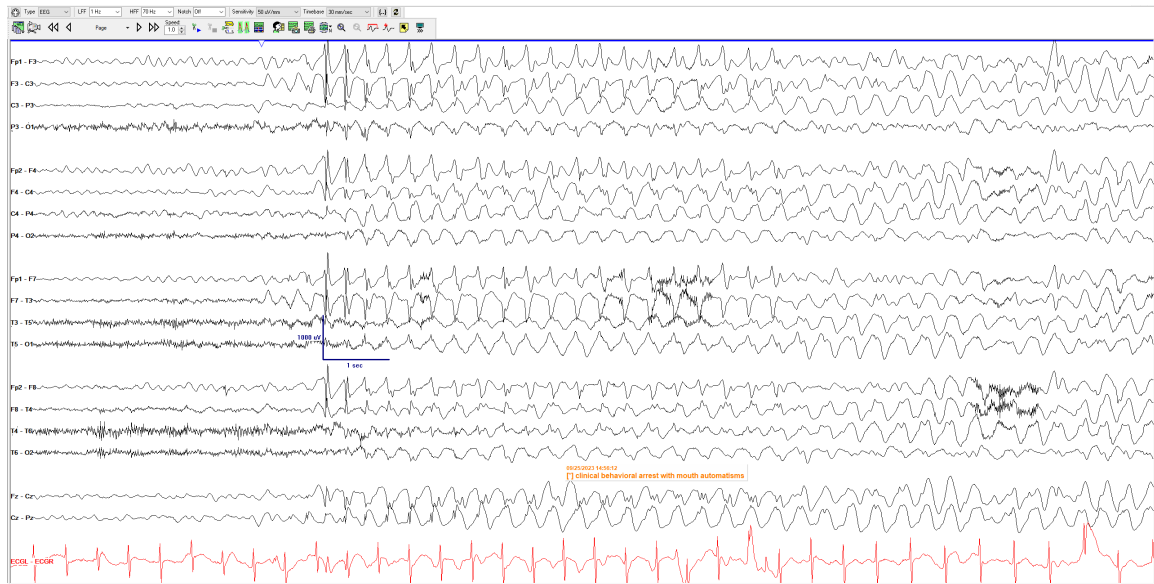 Type EEG LFF 1 Hz HFF 70 Hz Notch Off Sensitivity 50 uV/mm Timebase 30 mm/sec
Page Speed 1.0
Fp1 - F3
F3 - C3
C3 - P3
P3 - O1
Fp2 - F4
F4 - C4
C4 - P4
P4 - O2
Fp1 - F7
F7 - T3
T3 - T5
1000 uV
T5 - O1
1 sec
Fp2 - F8
F8 - T4
T4 - T6
T6 - O2
09/25/2023 14:50:12
[*] clinical behavioral arrest with mouth automatisms
Fz - Cz
Cz - Pz
ECGL - ECGR